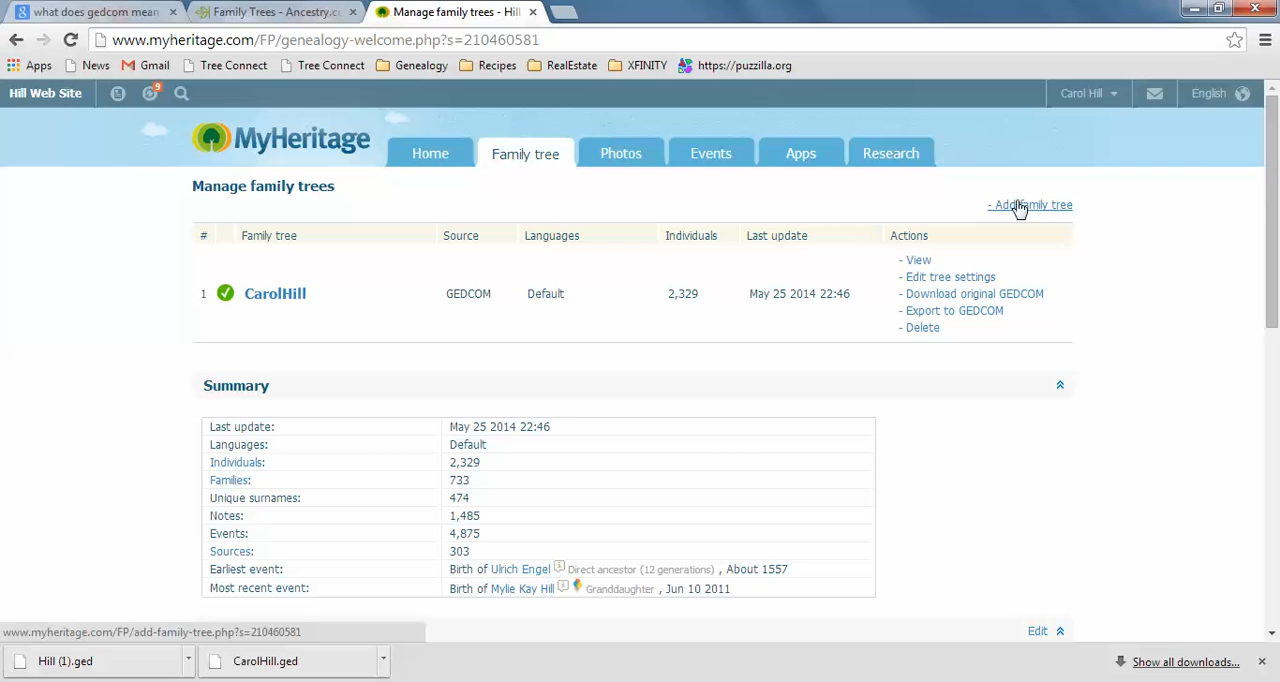 what does gedcom mean
Family Trees - Ancestry.c
Manage family trees - Hill
www.myheritage.com/FP/genealogy-welcome.php?s=210460581
Apps News Gmail Tree Connect Tree Connect Genealogy Recipes RealEstate XFINITY https://puzzilla.org
Hill Web Site 9 Carol Hill English
MyHeritage Home Family tree Photos Events Apps Research
Manage family trees
- Add family tree
# Family tree Source Languages Individuals Last update Actions
- View
- Edit tree settings
1 CarolHill GEDCOM Default 2,329 May 25 2014 22:46 - Download original GEDCOM
- Export to GEDCOM
- Delete
Summary
Last update: May 25 2014 22:46
Languages: Default
Individuals: 2,329
Families: 733
Unique surnames: 474
Notes: 1,485
Events: 4,875
Sources: 303
Earliest event: Birth of Ulrich Engel Direct ancestor (12 generations) , About 1557
Most recent event: Birth of Mylie Kay Hill Granddaughter , Jun 10 2011
Edit
www.myheritage.com/FP/add-family-tree.php?s=210460581
Hill (1).ged CarolHill.ged Show all downloads...